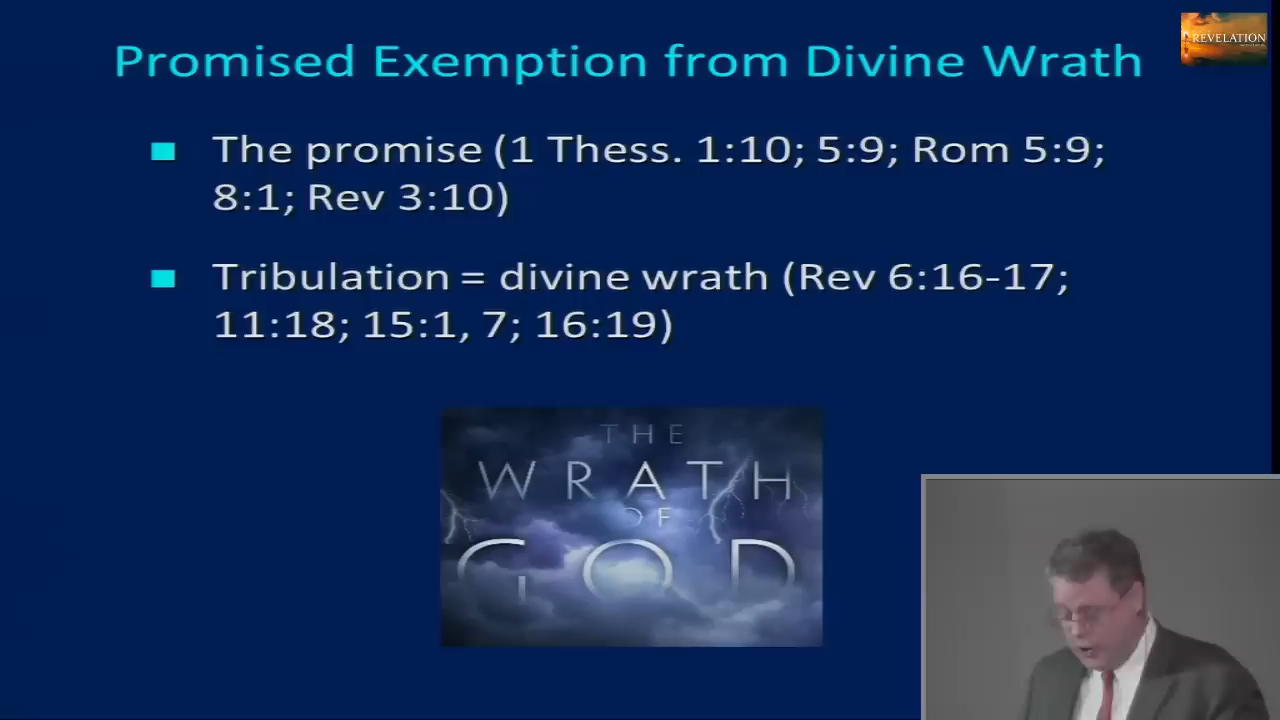 Promised Exemption from Divine Wrath
REVELATION
The promise (1 Thess. 1:10; 5:9; Rom 5:9;
8:1; Rev 3:10)
Tribulation = divine wrath (Rev 6:16-17;
11:18; 15:1, 7; 16:19)
THE
WRATH
OF
GOD